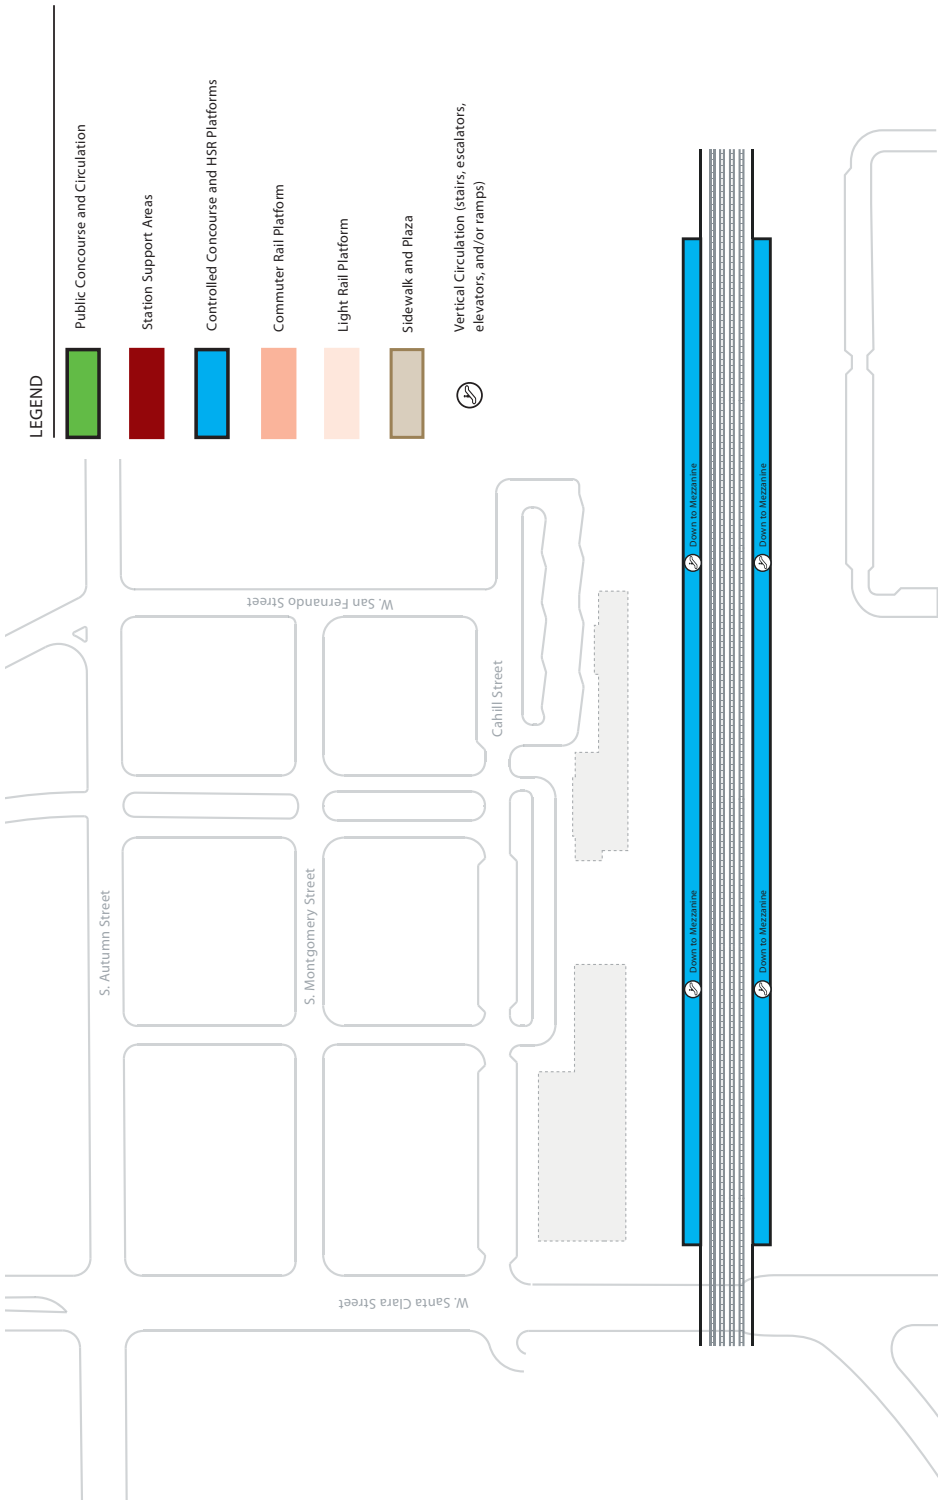 LEGEND
Public Concourse and Circulation
Station Support Areas
Controlled Concourse and HSR Platforms
Commuter Rail Platform
Light Rail Platform
Sidewalk and Plaza
Vertical Circulation (stairs, escalators,
elevators, and/or ramps)
W. San Fernando Street
Cahill Street
S. Autumn Street
S. Montgomery Street
W. Santa Clara Street
Down to Mezzanine
Down to Mezzanine
Down to Mezzanine
Down to Mezzanine